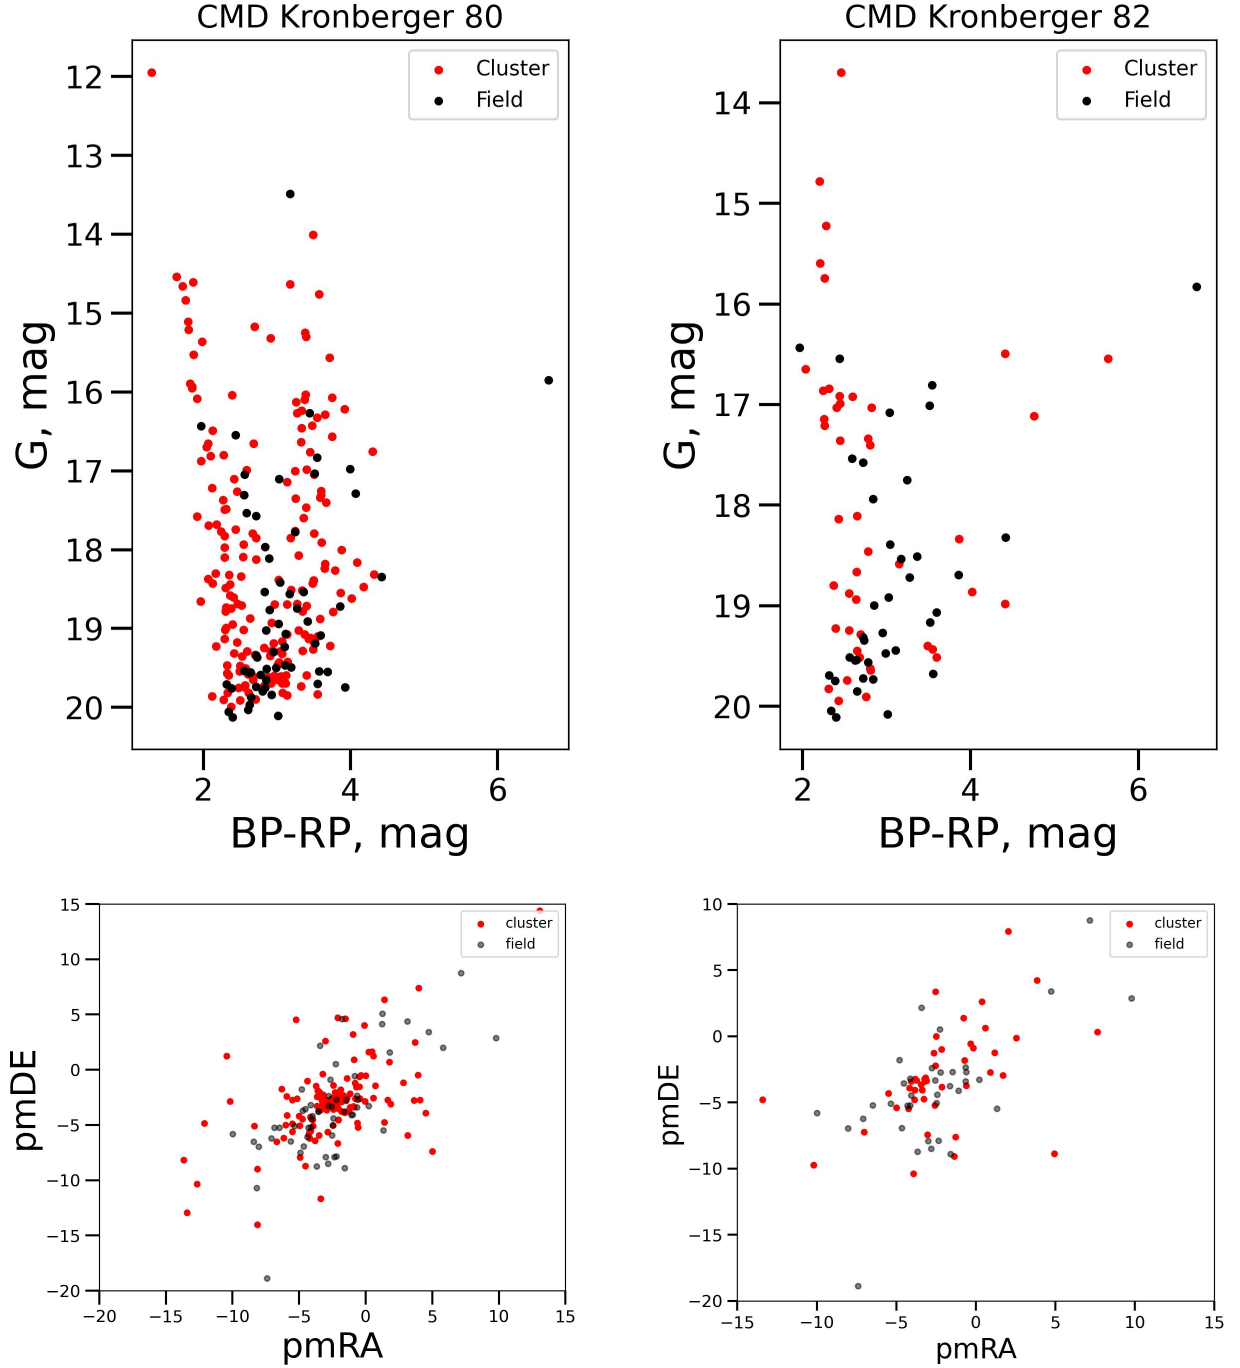 CMD Kronberger 80
Cluster
Field
12
13
14
15
16
17
18
19
20
G, mag
2
4
6
BP-RP, mag
CMD Kronberger 82
Cluster
Field
14
15
16
17
18
19
20
G, mag
2
4
6
BP-RP, mag
cluster
field
15
10
5
0
−5
−10
−15
−20
pmDE
−20
−15
−10
−5
0
5
10
15
pmRA
cluster
field
10
5
0
−5
−10
−15
−20
pmDE
−15
−10
−5
0
5
10
15
pmRA